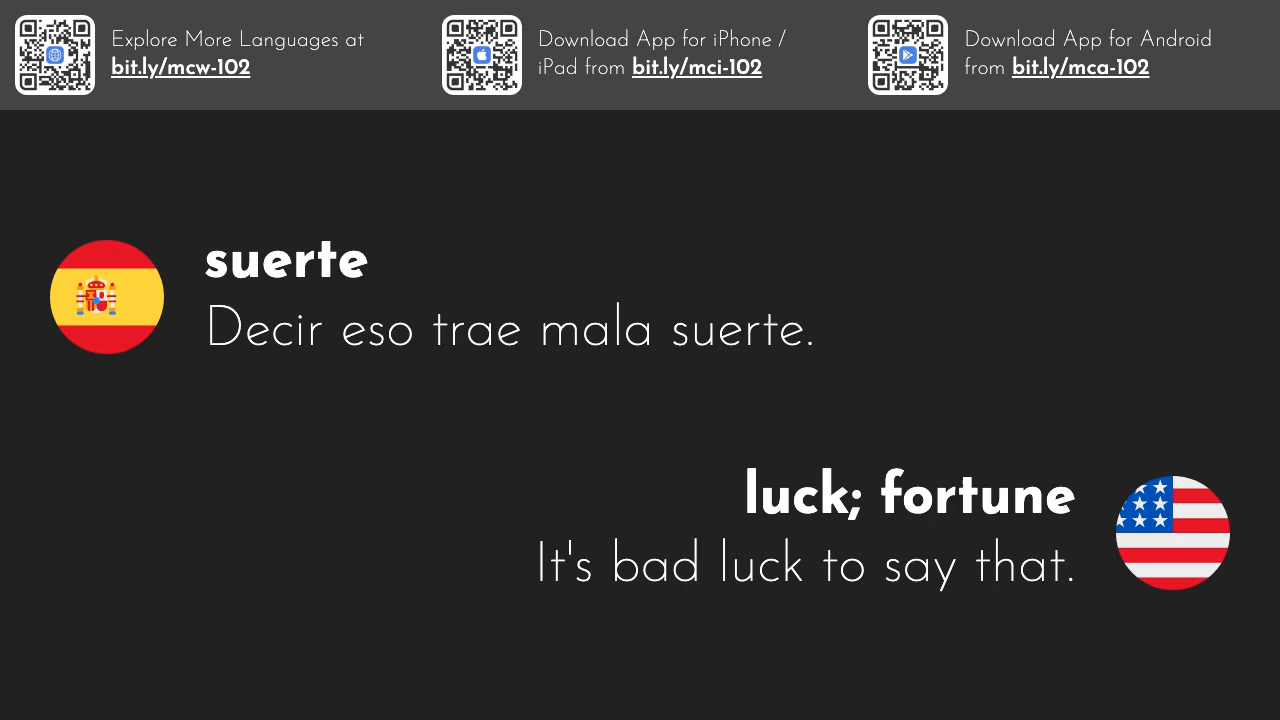 Explore More Languages at
bit.ly/mcw-102
Download App for iPhone /
iPad from bit.ly/mci-102
Download App for Android
from bit.ly/mca-102
suerte
Decir eso trae mala suerte.
luck; fortune
It's bad luck to say that.